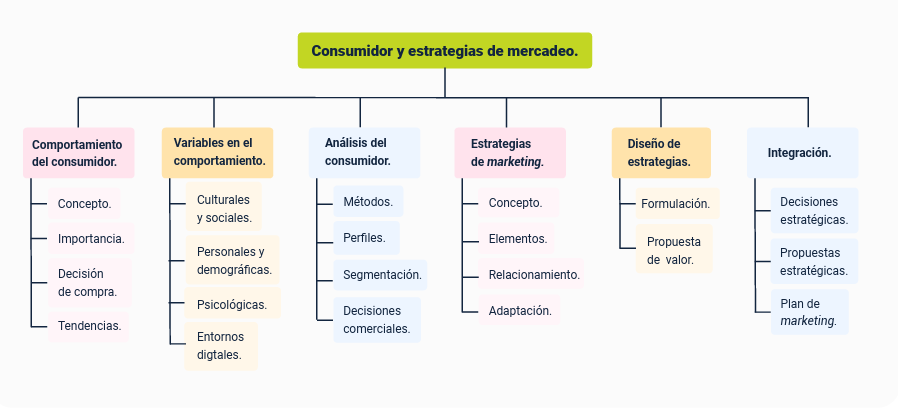 Consumidor y estrategias de mercadeo.
Comportamiento
del consumidor.
Concepto.
Importancia.
Decisión
de compra.
Tendencias.
Variables en el
comportamiento.
Culturales
y sociales.
Personales y
demográficas.
Psicológicas.
Entornos
digtales.
Análisis del
consumidor.
Métodos.
Perfiles.
Segmentación.
Decisiones
comerciales.
Estrategias
de marketing.
Concepto.
Elementos.
Relacionamiento.
Adaptación.
Diseño de
estrategias.
Formulación.
Propuesta
de valor.
Integración.
Decisiones
estratégicas.
Propuestas
estratégicas.
Plan de
marketing.